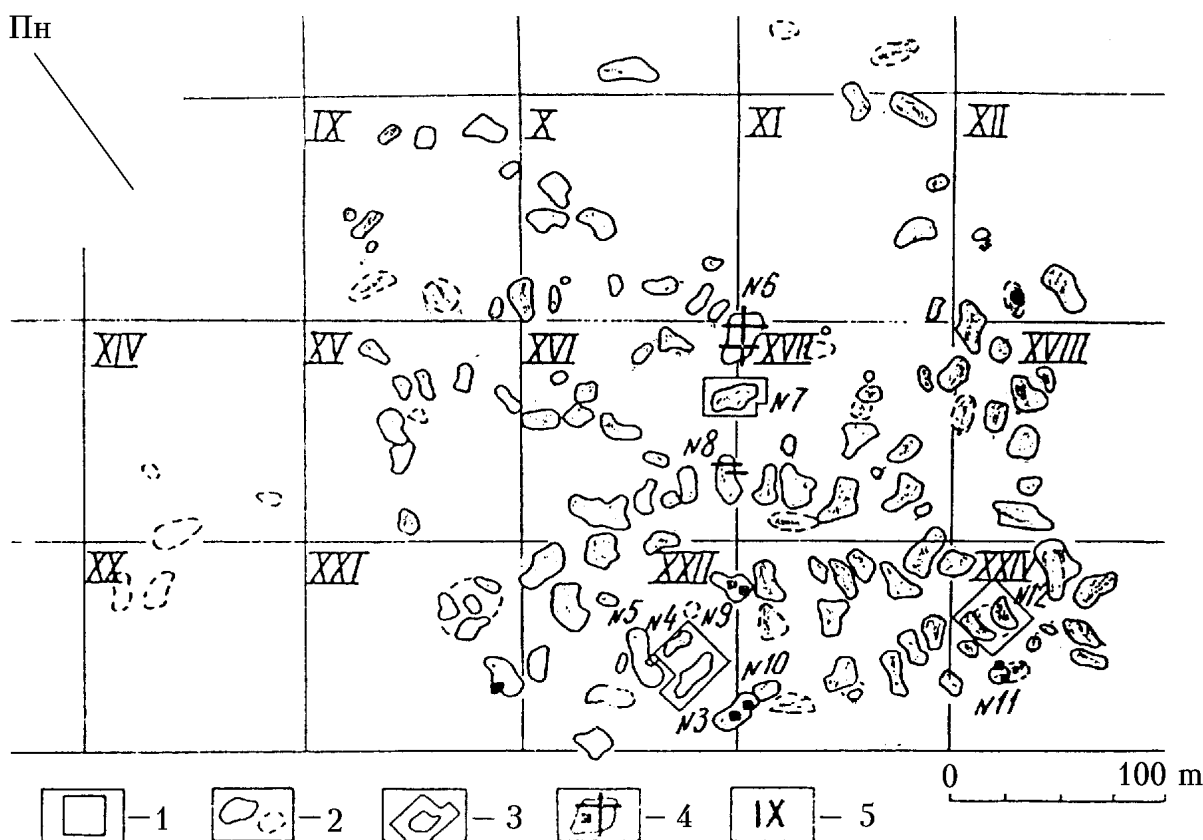 Пн
IX X XI XII
N6
XIV XV XVI XVII XVIII
N7
N8
XX XXI XXII XXIV
N12
N5 N4 N9
N10
N3 N11
0 100 m
1 2 3 4 IX 5